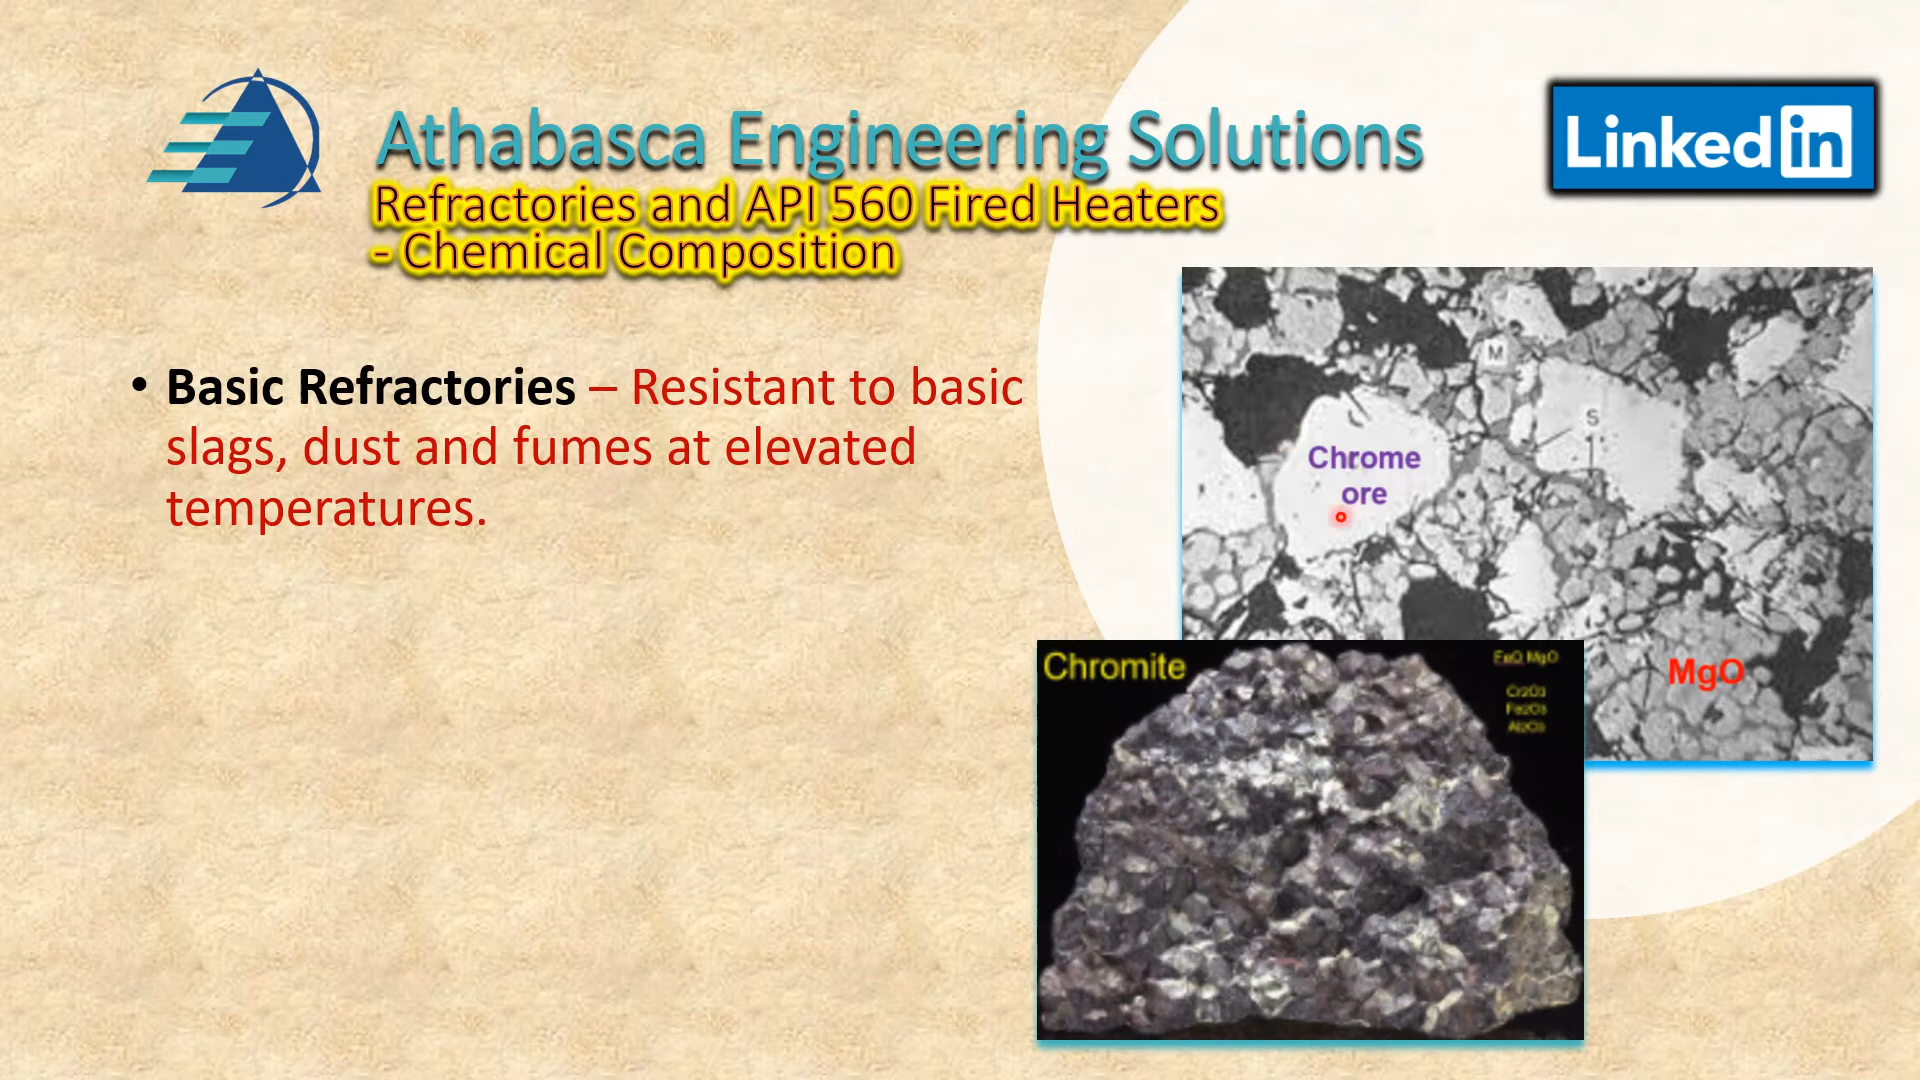 Athabasca Engineering Solutions
Linked in
Refractories and API 560 Fired Heaters
- Chemical Composition
• Basic Refractories – Resistant to basic
slags, dust and fumes at elevated
temperatures.
M
S
Chrome
ore
MgO
Chromite
FeO MgO
Cr2O3
Fe2O3
Al2O3